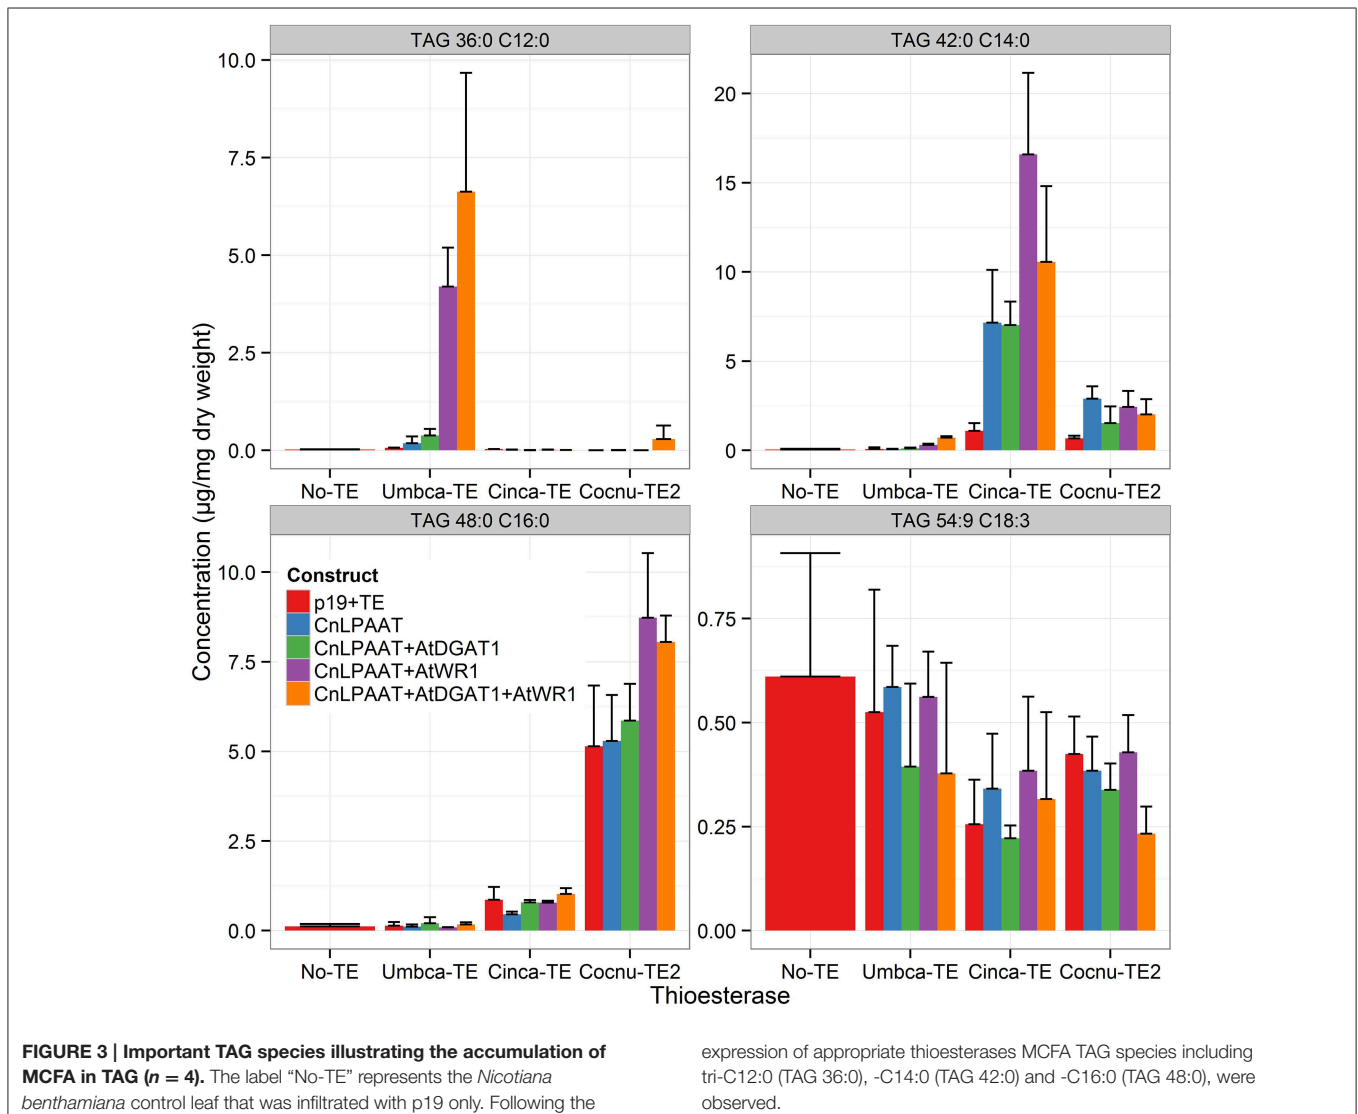 TAG 36:0 C12:0
TAG 42:0 C14:0
10.0
7.5
5.0
2.5
0.0
20
15
10
5
0
No-TE Umbca-TE Cinca-TE Cocnu-TE2
No-TE Umbca-TE Cinca-TE Cocnu-TE2
Concentration (µg/mg dry weight)
TAG 48:0 C16:0
TAG 54:9 C18:3
10.0
7.5
5.0
2.5
0.0
Construct
p19+TE
CnLPAAT
CnLPAAT+AtDGAT1
CnLPAAT+AtWR1
CnLPAAT+AtDGAT1+AtWR1
0.75
0.50
0.25
0.00
No-TE Umbca-TE Cinca-TE Cocnu-TE2
No-TE Umbca-TE Cinca-TE Cocnu-TE2
Thioesterase
FIGURE 3 | Important TAG species illustrating the accumulation of
MCFA in TAG (n = 4). The label “No-TE” represents the Nicotiana
benthamiana control leaf that was infiltrated with p19 only. Following the
expression of appropriate thioesterases MCFA TAG species including
tri-C12:0 (TAG 36:0), -C14:0 (TAG 42:0) and -C16:0 (TAG 48:0), were
observed.